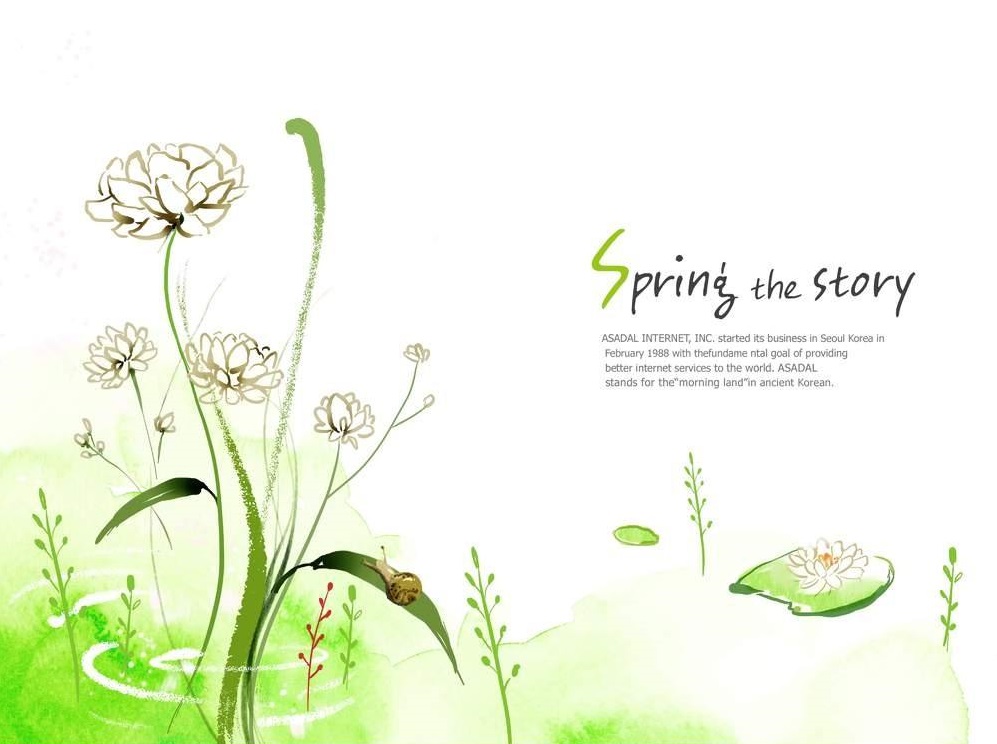 Spring the story
ASADAL INTERNET, INC. started its business in Seoul Korea in
February 1988 with thefundame ntal goal of providing
better internet services to the world. ASADAL
stands for the"morning land"in ancient Korean.